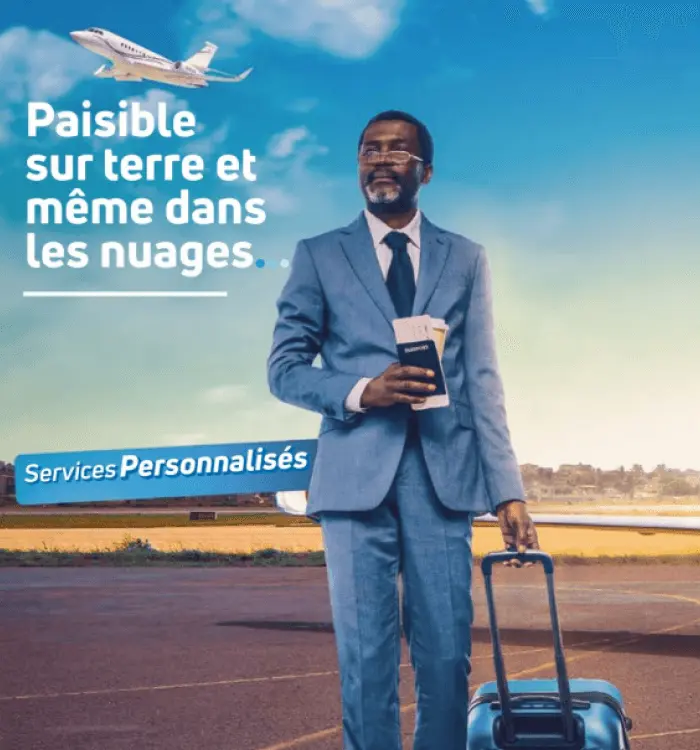 Paisible
sur terre et
même dans
les nuages...
Services Personnalisés